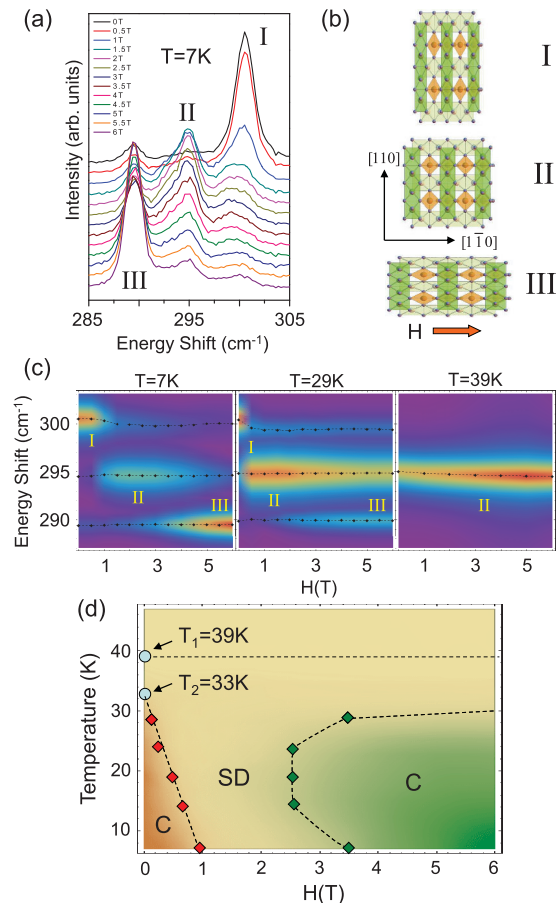 (a)
T=7K
I
II
III
0T
0.5T
1T
1.5T
2T
2.5T
3T
3.5T
4T
4.5T
5T
5.5T
6T
Intensity (arb. units)
285 295 305
Energy Shift (cm⁻¹)
(b)
I
II
III
[110]
[11̅0]
H
(c)
T=7K T=29K T=39K
Energy Shift (cm⁻¹)
300
295
290
I
II
III
I
II
III
II
1 3 5 1 3 5 1 3 5
H(T)
(d)
T₁=39K
T₂=33K
Temperature (K)
40
30
20
10
C
SD
C
0 1 2 3 4 5 6
H(T)